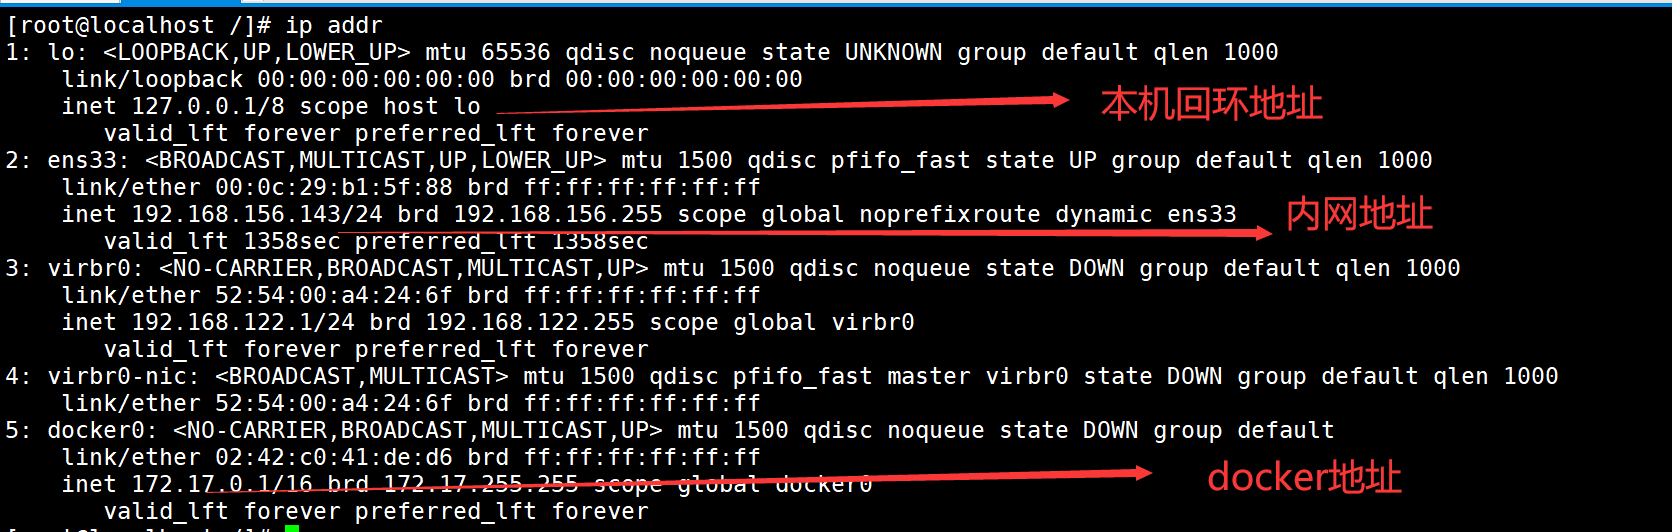 [root@localhost /]# ip addr
1: lo: <LOOPBACK,UP,LOWER_UP> mtu 65536 qdisc noqueue state UNKNOWN group default qlen 1000
link/loopback 00:00:00:00:00:00 brd 00:00:00:00:00:00
inet 127.0.0.1/8 scope host lo
本机回环地址
valid_lft forever preferred_lft forever
2: ens33: <BROADCAST,MULTICAST,UP,LOWER_UP> mtu 1500 qdisc pfifo_fast state UP group default qlen 1000
link/ether 00:0c:29:b1:5f:88 brd ff:ff:ff:ff:ff:ff
inet 192.168.156.143/24 brd 192.168.156.255 scope global noprefixroute dynamic ens33
内网地址
valid_lft 1358sec preferred_lft 1358sec
3: virbr0: <NO-CARRIER,BROADCAST,MULTICAST,UP> mtu 1500 qdisc noqueue state DOWN group default qlen 1000
link/ether 52:54:00:a4:24:6f brd ff:ff:ff:ff:ff:ff
inet 192.168.122.1/24 brd 192.168.122.255 scope global virbr0
valid_lft forever preferred_lft forever
4: virbr0-nic: <BROADCAST,MULTICAST> mtu 1500 qdisc pfifo_fast master virbr0 state DOWN group default qlen 1000
link/ether 52:54:00:a4:24:6f brd ff:ff:ff:ff:ff:ff
5: docker0: <NO-CARRIER,BROADCAST,MULTICAST,UP> mtu 1500 qdisc noqueue state DOWN group default
link/ether 02:42:c0:41:de:d6 brd ff:ff:ff:ff:ff:ff
inet 172.17.0.1/16 brd 172.17.255.255 scope global docker0
docker地址
valid_lft forever preferred_lft forever